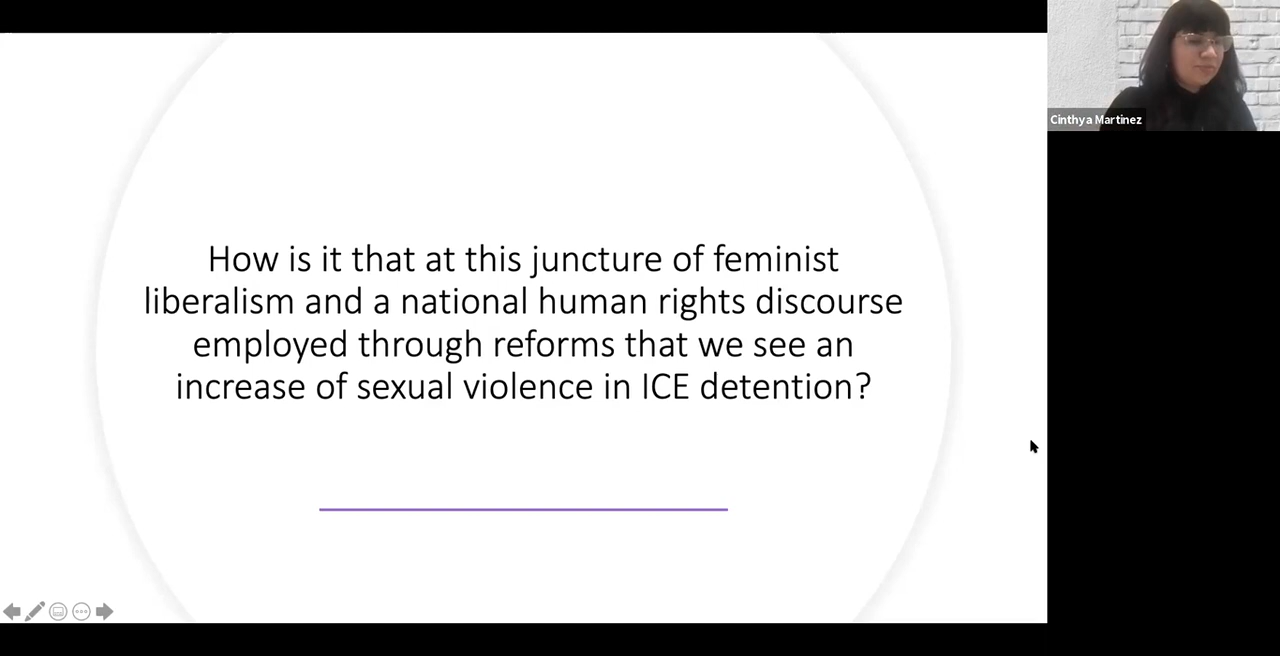 How is it that at this juncture of feminist
liberalism and a national human rights discourse
employed through reforms that we see an
increase of sexual violence in ICE detention?
Cinthya Martinez